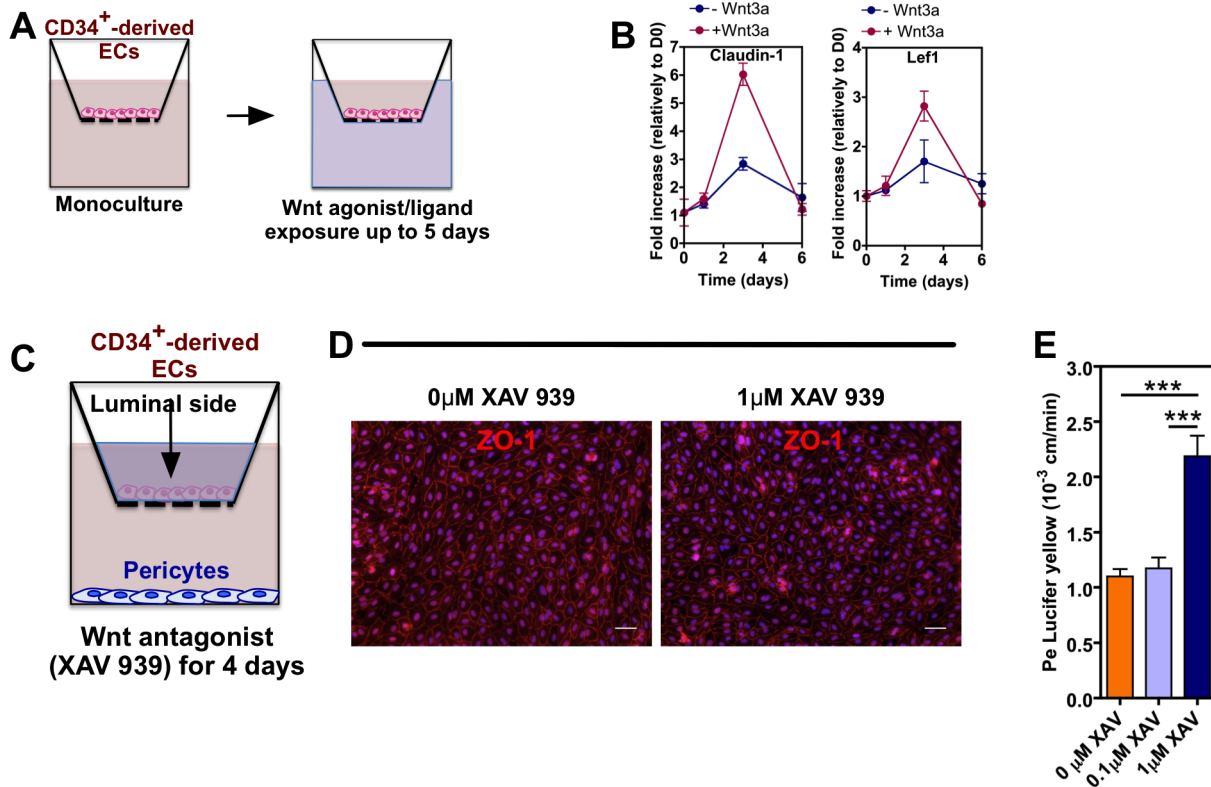 A
CD34+-derived
ECs
Monoculture
Wnt agonist/ligand
exposure up to 5 days
B
- Wnt3a
+Wnt3a
Claudin-1
Fold increase (relatively to D0)
7
6
5
4
3
2
1
0
0 2 4 6
Time (days)
- Wnt3a
+ Wnt3a
Lef1
Fold increase (relatively to D0)
4
3
2
1
0
0 2 4 6
Time (days)
C
CD34+-derived
ECs
Luminal side
Pericytes
Wnt antagonist
(XAV 939) for 4 days
D
0µM XAV 939
1µM XAV 939
ZO-1
ZO-1
E
Pe Lucifer yellow (10-3 cm/min)
3.0
2.5
2.0
1.5
1.0
0.5
0.0
***
***
0 µM XAV
0.1µM XAV
1µM XAV